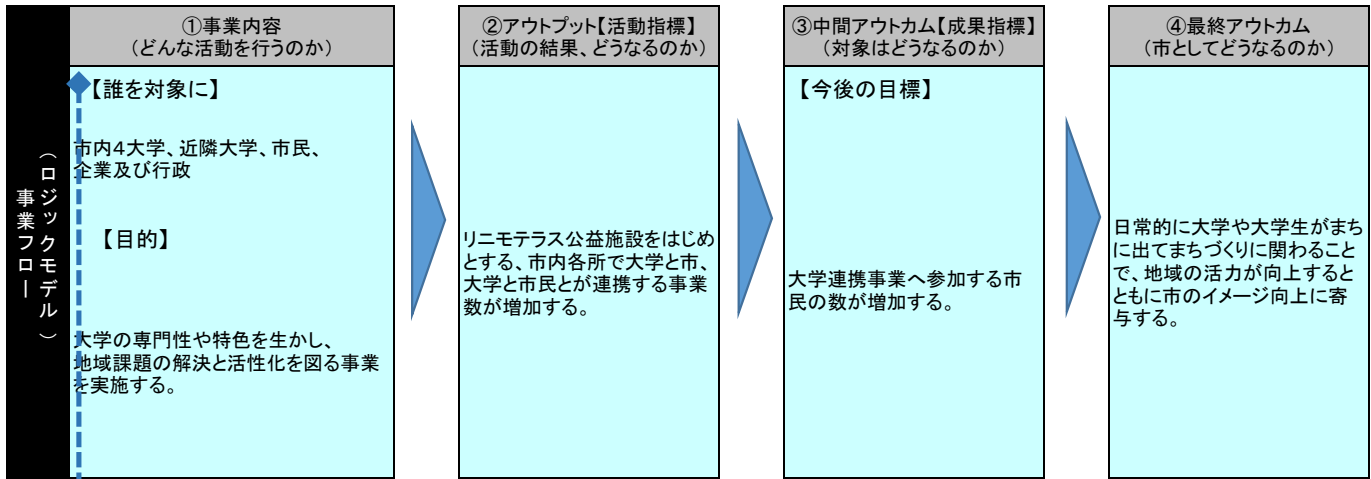 事業フロー
（ロジックモデル）
①事業内容
（どんな活動を行うのか）
【誰を対象に】
市内４大学、近隣大学、市民、
企業及び行政
【目的】
大学の専門性や特色を生かし、
地域課題の解決と活性化を図る事業
を実施する。
②アウトプット【活動指標】
（活動の結果、どうなるのか）
リニモテラス公益施設をはじめ
とする、市内各所で大学と市、
大学と市民とが連携する事業
数が増加する。
③中間アウトカム【成果指標】
（対象はどうなるのか）
【今後の目標】
大学連携事業へ参加する市
民の数が増加する。
④最終アウトカム
（市としてどうなるのか）
日常的に大学や大学生がまち
に出てまちづくりに関わること
で、地域の活力が向上すると
ともに市のイメージ向上に寄
与する。